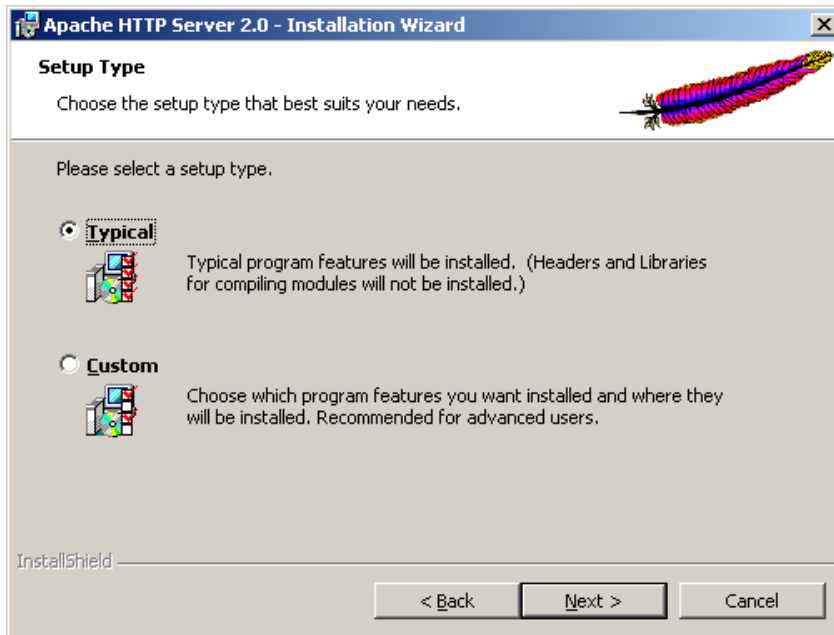 Apache HTTP Server 2.0 - Installation Wizard
Setup Type
Choose the setup type that best suits your needs.
Please select a setup type.
Typical
Typical program features will be installed. (Headers and Libraries
for compiling modules will not be installed.)
Custom
Choose which program features you want installed and where they
will be installed. Recommended for advanced users.
InstallShield
< Back
Next >
Cancel